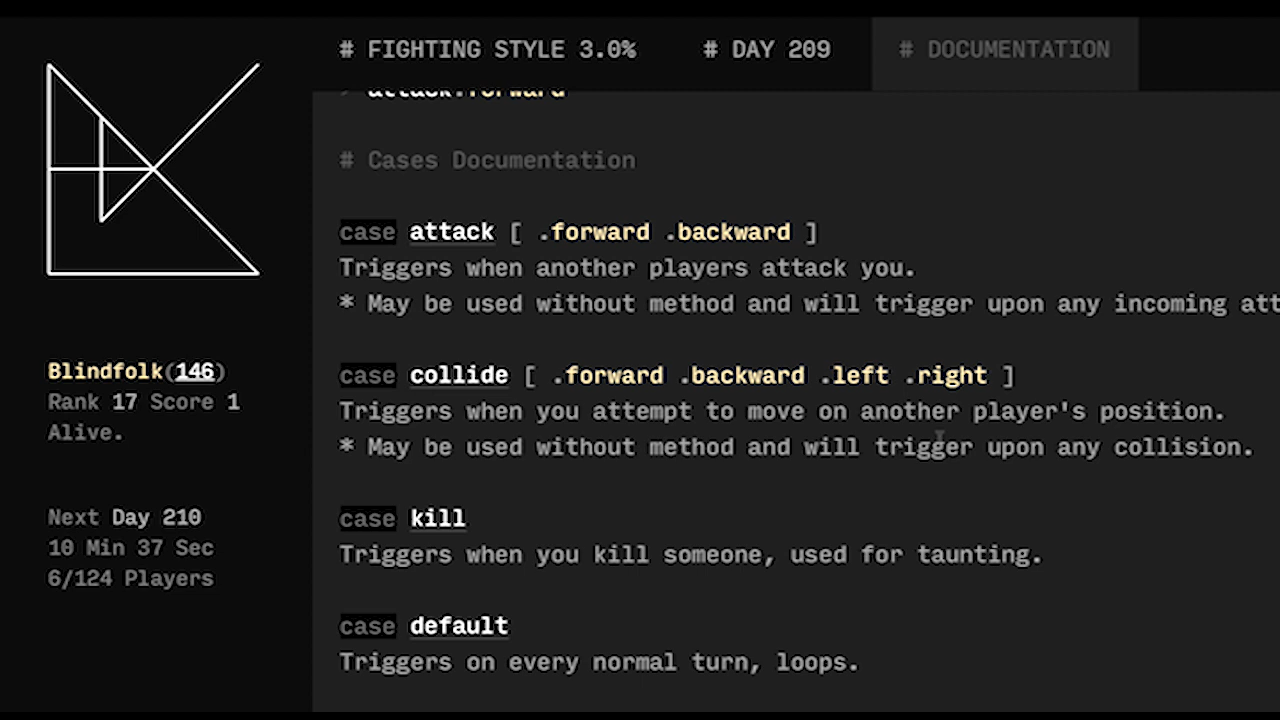 # FIGHTING STYLE 3.0% # DAY 209 # DOCUMENTATION
> attack.forward
# Cases Documentation
case attack [ .forward .backward ]
Triggers when another players attack you.
* May be used without method and will trigger upon any incoming att
case collide [ .forward .backward .left .right ]
Triggers when you attempt to move on another player's position.
* May be used without method and will trigger upon any collision.
case kill
Triggers when you kill someone, used for taunting.
case default
Triggers on every normal turn, loops.
Blindfolk(146)
Rank 17 Score 1
Alive.
Next Day 210
10 Min 37 Sec
6/124 Players